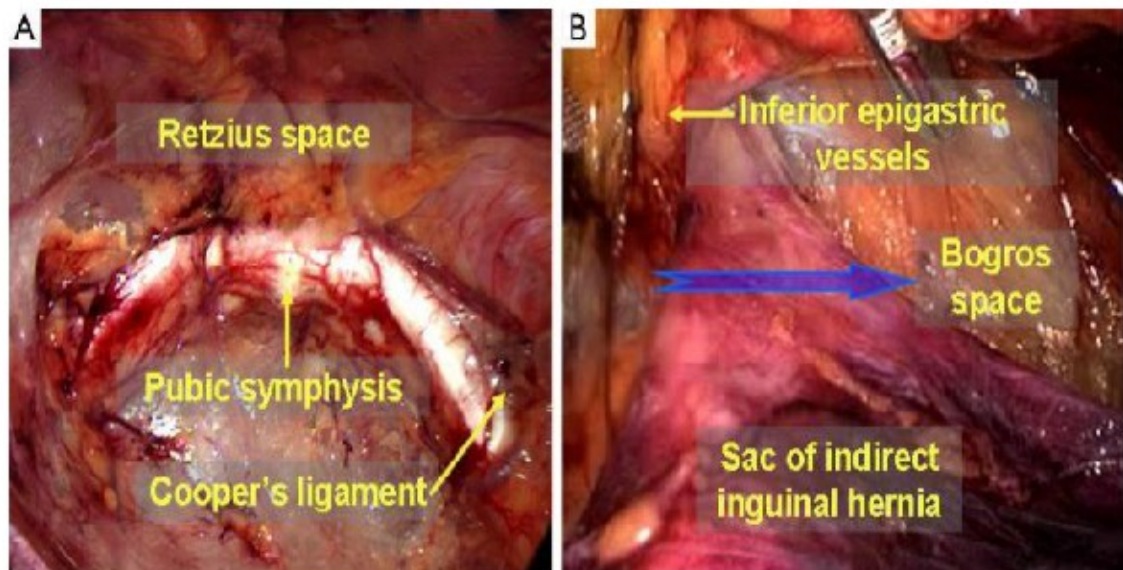 A
Retzius space
Pubic symphysis
Cooper's ligament
B
Inferior epigastric
vessels
Bogros
space
Sac of indirect
inguinal hernia